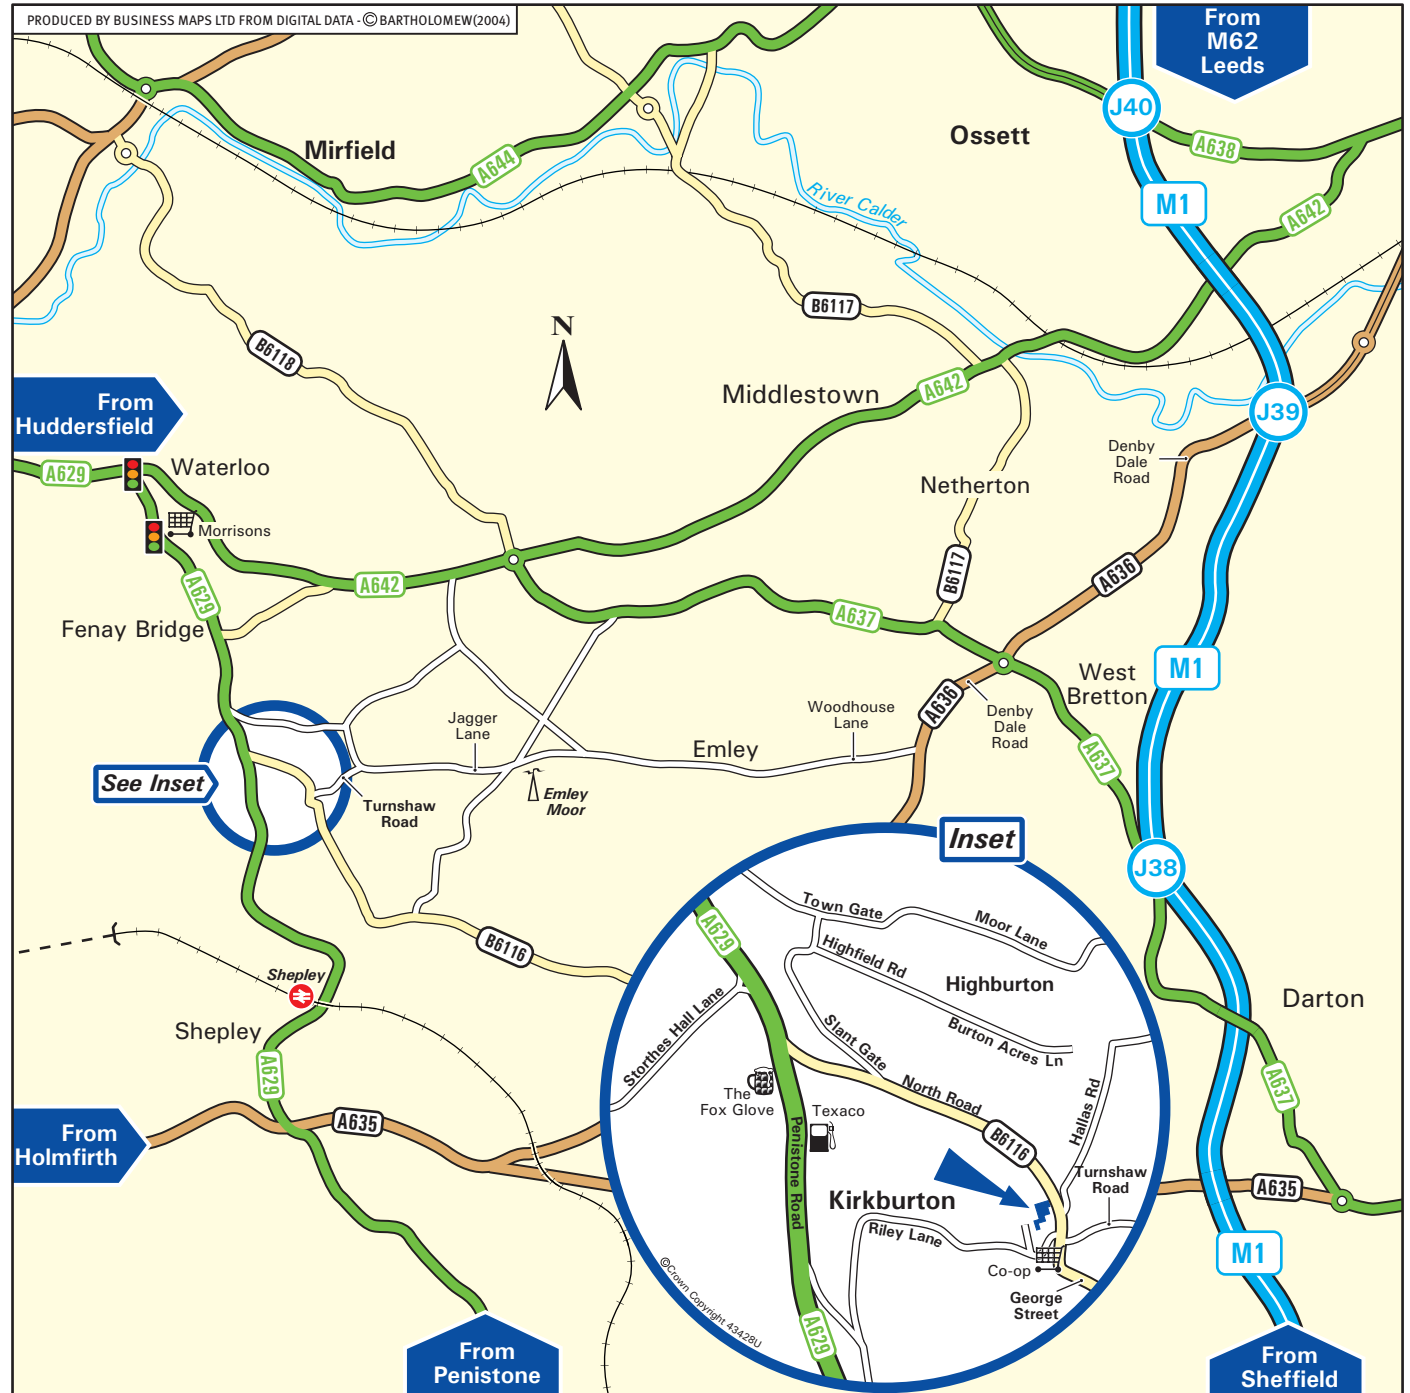 PRODUCED BY BUSINESS MAPS LTD FROM DIGITAL DATA - © BARTHOLOMEW(2004)
From
M62
Leeds
J40
Ossett
A638
Mirfield
A644
M1
River Calder
A642
B6117
N
B6118
Middlestown
A642
J39
From
Huddersfield
Denby
Dale
Road
A629
Waterloo
Netherton
Morrisons
A642
B6117
A636
A629
A637
Fenay Bridge
West
Bretton
M1
A636
Woodhouse
Lane
Denby
Dale
Road
Jagger
Lane
Emley
A637
See Inset
Emley
Moor
Turnshaw
Road
Inset
J38
Town Gate
Moor Lane
A629
Highfield Rd
B6116
Highburton
Shepley
Darton
Storthes Hall Lane
Slant Gate
Burton Acres Ln
Shepley
A629
North Road
A637
The
Fox Glove
Texaco
Hallas Rd
A635
From
Holmfirth
Penistone Road
B6116
Turnshaw
Road
A635
Kirkburton
Riley Lane
M1
Co-op
George
Street
©Crown Copyright 43428U
A629
From
Penistone
From
Sheffield